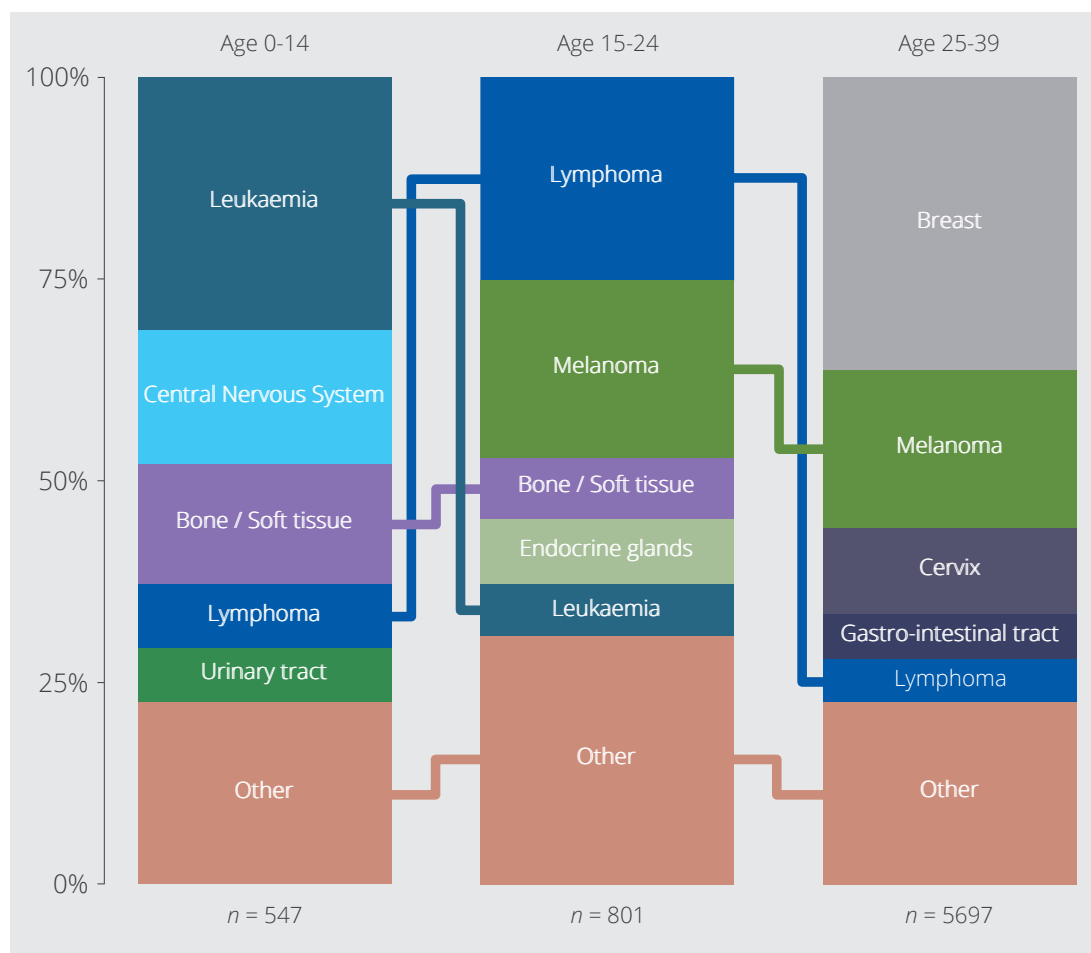 Age 0-14
Age 15-24
Age 25-39
100%
75%
50%
25%
0%
Leukaemia
Central Nervous System
Bone / Soft tissue
Lymphoma
Urinary tract
Other
Lymphoma
Melanoma
Bone / Soft tissue
Endocrine glands
Leukaemia
Other
Breast
Melanoma
Cervix
Gastro-intestinal tract
Lymphoma
Other
n = 547
n = 801
n = 5697